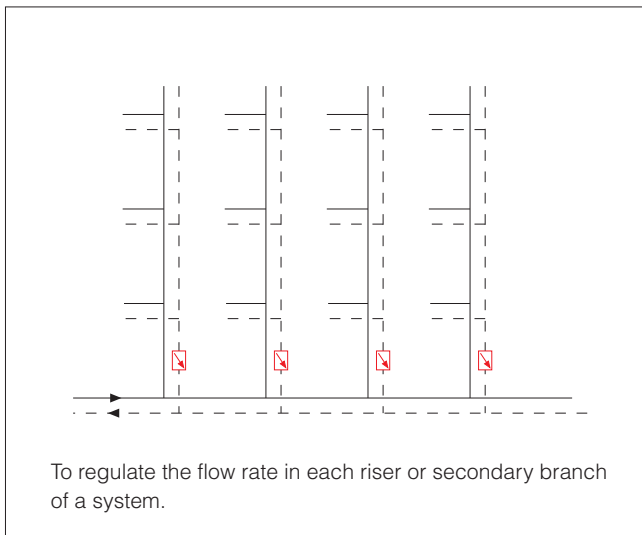 To regulate the flow rate in each riser or secondary branch
of a system.